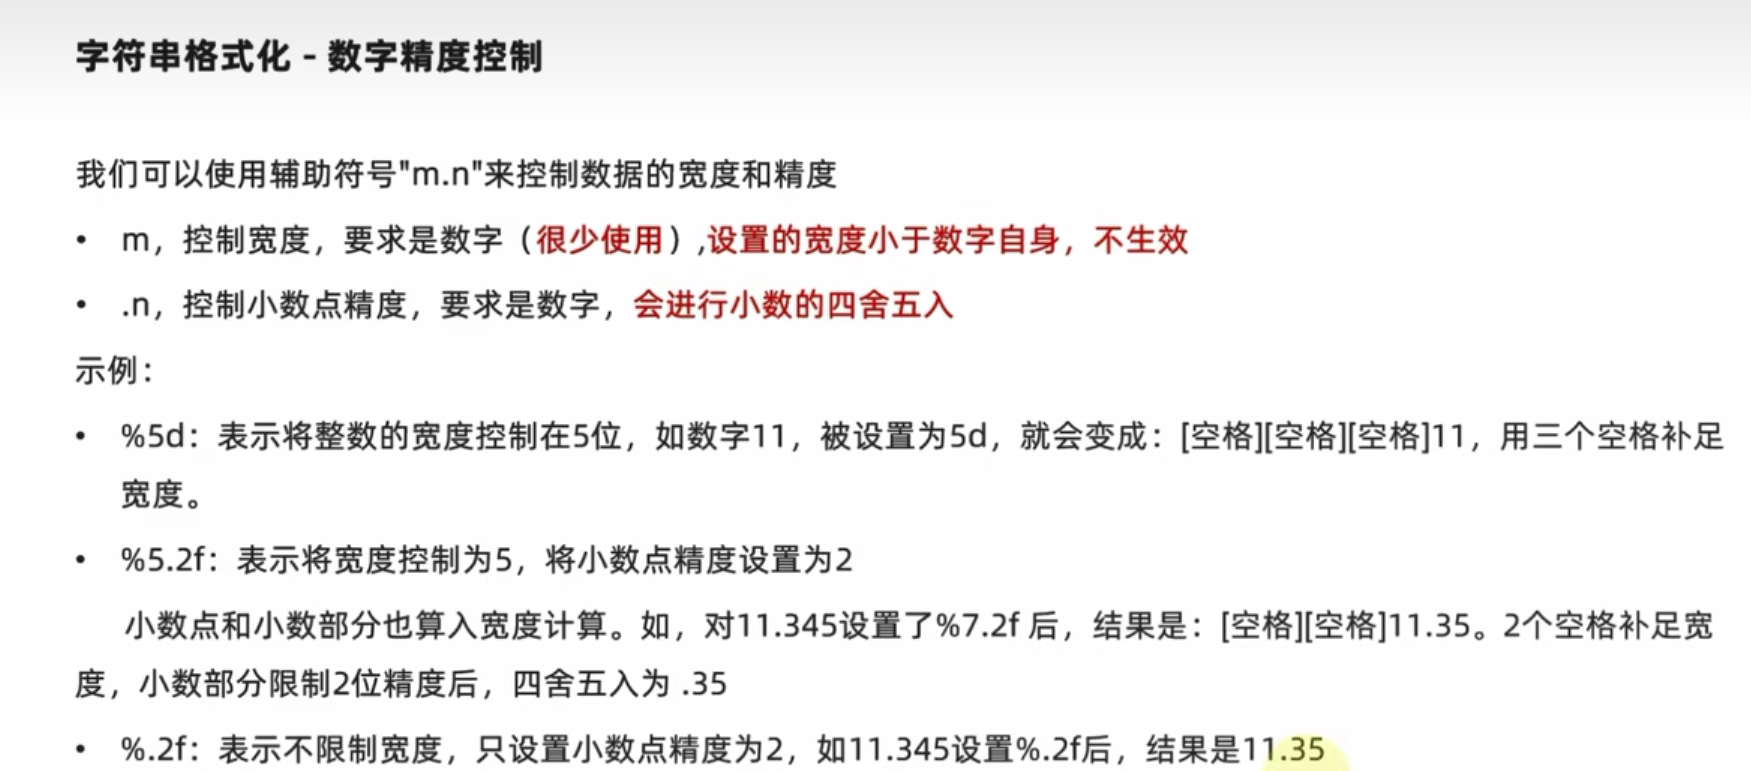 字符串格式化 - 数字精度控制
我们可以使用辅助符号"m.n"来控制数据的宽度和精度
• m，控制宽度，要求是数字（很少使用）,设置的宽度小于数字自身，不生效
• .n，控制小数点精度，要求是数字，会进行小数的四舍五入
示例：
• %5d：表示将整数的宽度控制在5位，如数字11，被设置为5d，就会变成：[空格][空格][空格]11，用三个空格补足
宽度。
• %5.2f：表示将宽度控制为5，将小数点精度设置为2
小数点和小数部分也算入宽度计算。如，对11.345设置了%7.2f 后，结果是：[空格][空格]11.35。2个空格补足宽
度，小数部分限制2位精度后，四舍五入为 .35
• %.2f：表示不限制宽度，只设置小数点精度为2，如11.345设置%.2f后，结果是11.35